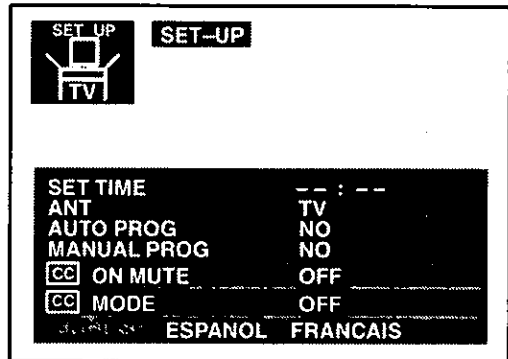 SET UP
TV
SET–UP
SET TIME – – : – –
ANT TV
AUTO PROG NO
MANUAL PROG NO
CC ON MUTE OFF
CC MODE OFF
ESPANOL FRANCAIS